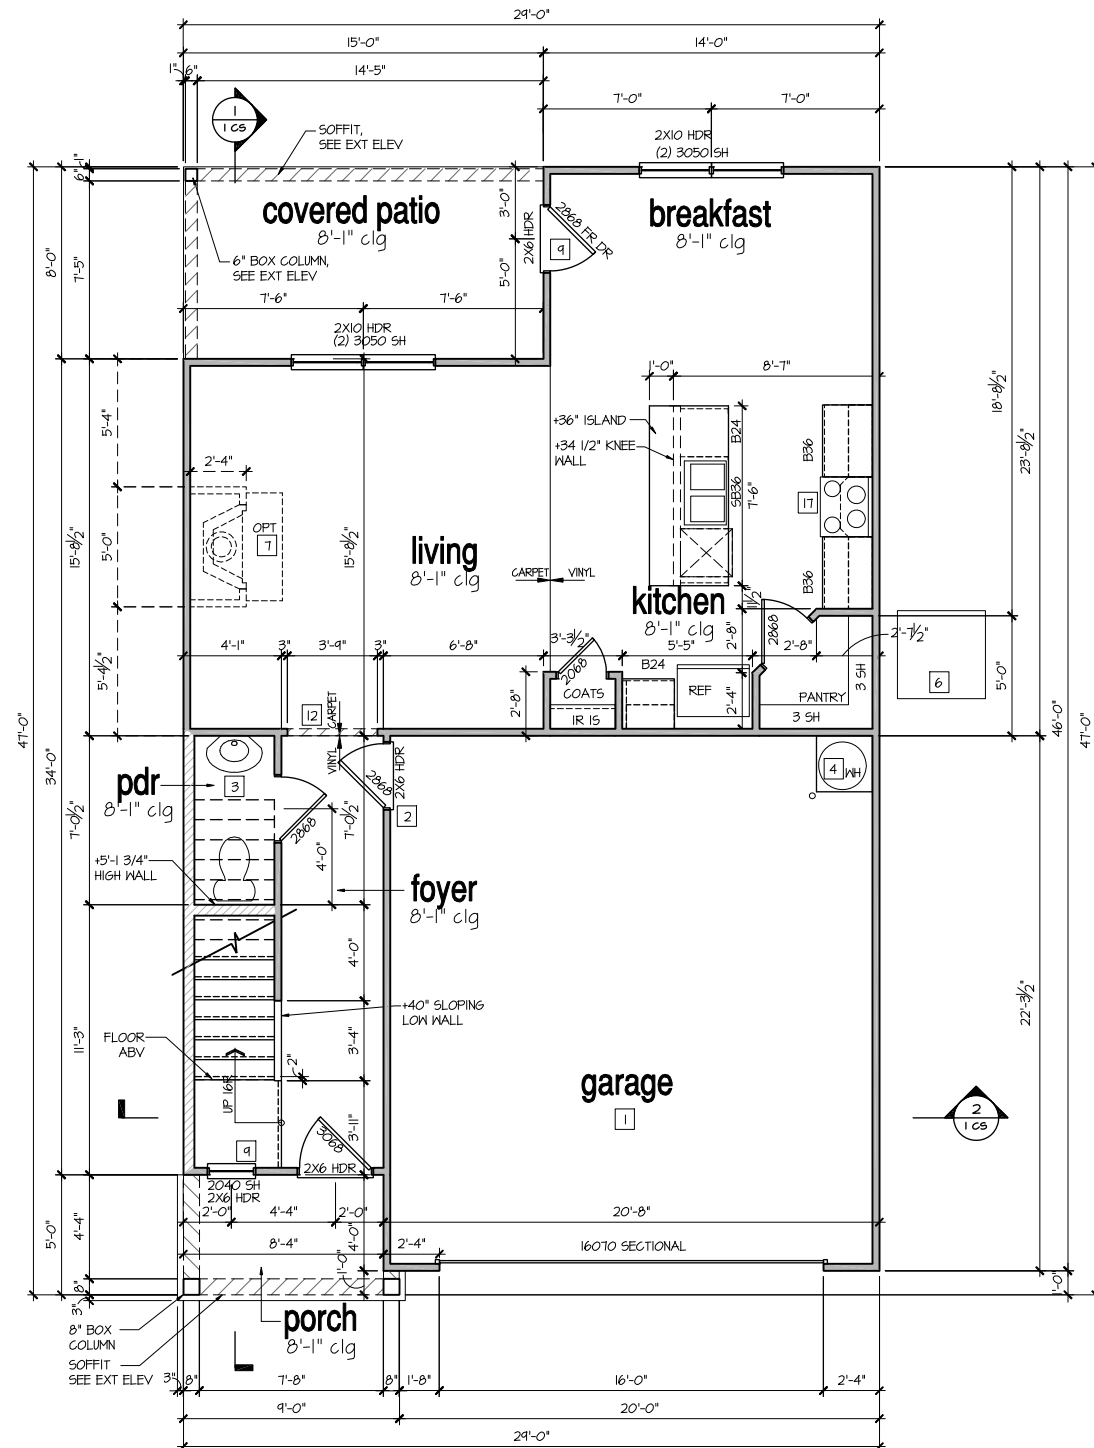 29'-0"
15'-0"
14'-0"
1"
6"
14'-5"
7'-0"
7'-0"
1
1 CS
SOFFIT,
SEE EXT ELEV
2X10 HDR
(2) 3050 SH
1"
6"
covered patio
8'-1" clg
3'-0"
2868 FR DR
2X6 HDR
9
breakfast
8'-1" clg
8'-0"
7'-5"
6" BOX COLUMN,
SEE EXT ELEV
5'-0"
7'-6"
7'-6"
2X10 HDR
(2) 3050 SH
1'-0"
8'-7"
18'-8 1/2"
23'-8 1/2"
5'-4"
+36" ISLAND
+34 1/2" KNEE
WALL
B24
B36
2'-4"
SB36
7'-6"
17
OPT
7
15'-8 1/2"
5'-0"
15'-8 1/2"
living
8'-1" clg
CARPET
VINYL
B36
kitchen
8'-1" clg
11 1/2"
2868
2'-7 1/2"
4'-1"
3"
3'-9"
3"
6'-8"
3'-3 1/2"
5'-5"
2'-8"
2'-8"
5'-4 1/2"
2068
B24
REF
2'-4"
3 SH
PANTRY
3 SH
6
5'-0"
2'-8"
COATS
1R 1S
12
CARPET
VINYL
47'-0"
34'-0"
46'-0"
47'-0"
pdr
8'-1" clg
3
2868
2X6 HDR
2
4
WH
7'-0 1/2"
2868
7'-0 1/2"
4'-0"
+5'-1 3/4"
HIGH WALL
foyer
8'-1" clg
4'-0"
+40" SLOPING
LOW WALL
22'-3 1/2"
11'-3"
FLOOR
ABV
3'-4"
2"
UP 16R
garage
1
2
1 CS
3'-11"
3068
9
2X6 HDR
2040 SH
2X6 HDR
2'-0"
4'-4"
2'-0"
20'-8"
5'-0"
4'-4"
8'-4"
4'-0"
2'-4"
16070 SECTIONAL
1'-0"
8"
3"
1'-0"
8" BOX
COLUMN
SOFFIT
SEE EXT ELEV
porch
8'-1" clg
3"
8"
7'-8"
8"
1'-8"
16'-0"
2'-4"
9'-0"
20'-0"
29'-0"